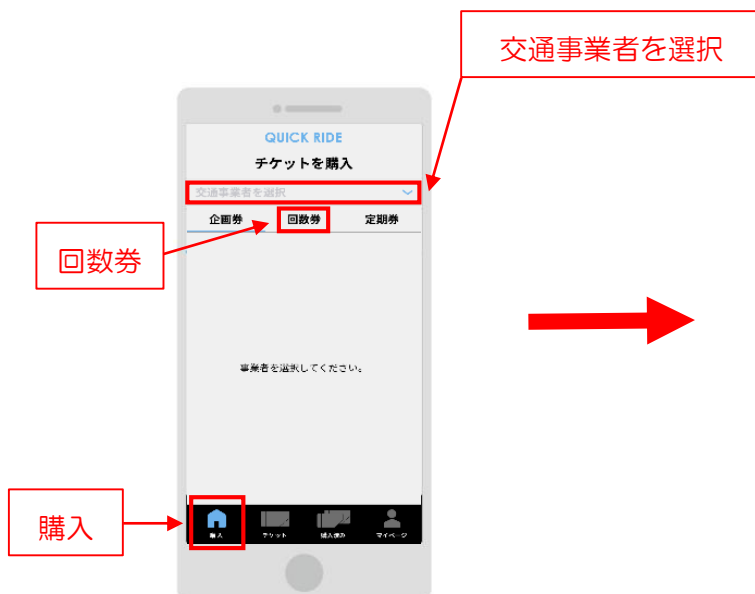 交通事業者を選択
QUICK RIDE
チケットを購入
交通事業者を選択
企画券 回数券 定期券
回数券
事業者を選択してください。
購入
購入 チケット 購入済み マイページ